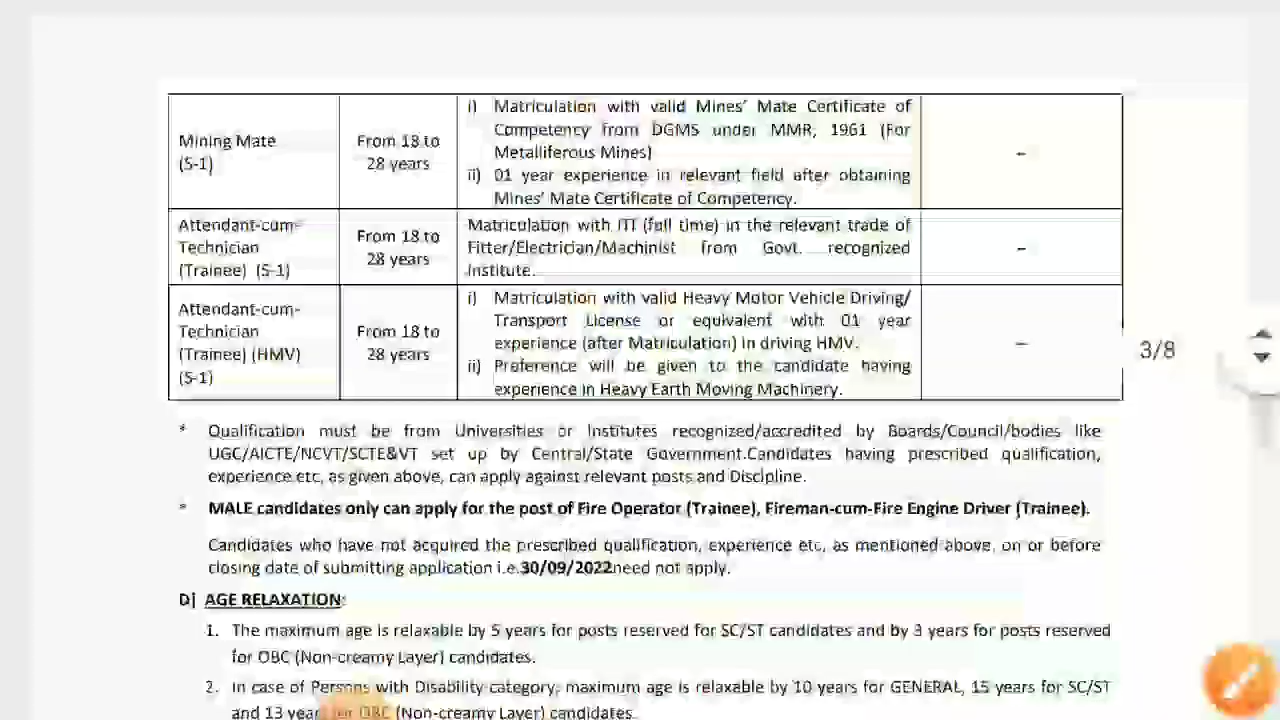 i) Matriculation with valid Mines' Mate Certificate of
Competency from DGMS under MMR, 1961 (For
Metalliferous Mines)
ii) 01 year experience in relevant field after obtaining
Mines' Mate Certificate of Competency.
Mining Mate
(S-1)
From 18 to
28 years
–
Attendant-cum-
Technician
(Trainee) (S-1)
From 18 to
28 years
Matriculation with ITI (full time) in the relevant trade of
Fitter/Electrician/Machinist from Govt. recognized
institute.
–
Attendant-cum-
Technician
(Trainee) (HMV)
(S-1)
From 18 to
28 years
i) Matriculation with valid Heavy Motor Vehicle Driving/
Transport License or equivalent with 01 year
experience (after Matriculation) in driving HMV.
ii) Preference will be given to the candidate having
experience in Heavy Earth Moving Machinery.
–
3/8
* Qualification must be from Universities or Institutes recognized/accredited by Boards/Council/bodies like
UGC/AICTE/NCVT/SCTE&VT set up by Central/State Government.Candidates having prescribed qualification,
experience etc, as given above, can apply against relevant posts and Discipline.
* MALE candidates only can apply for the post of Fire Operator (Trainee), Fireman-cum-Fire Engine Driver (Trainee).
Candidates who have not acquired the prescribed qualification, experience etc, as mentioned above, on or before
closing date of submitting application i.e.30/09/2022need not apply.
D) AGE RELAXATION:
1. The maximum age is relaxable by 5 years for posts reserved for SC/ST candidates and by 3 years for posts reserved
for OBC (Non-creamy Layer) candidates.
2. In case of Persons with Disability category, maximum age is relaxable by 10 years for GENERAL, 15 years for SC/ST
and 13 years for OBC (Non-creamy Layer) candidates.